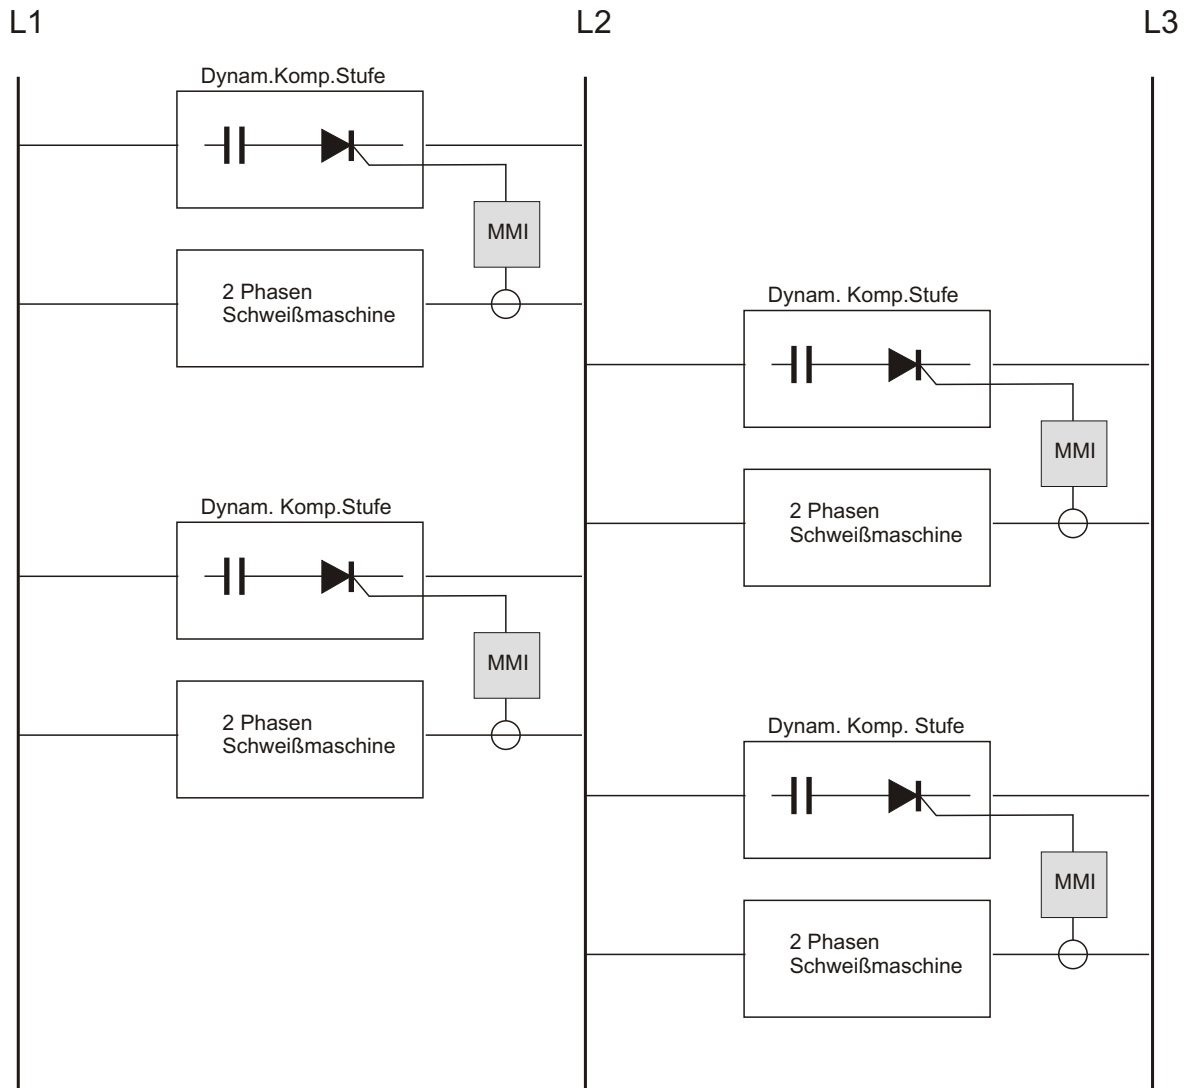 L1
L2
L3
Dynam.Komp.Stufe
MMI
2 Phasen
Schweißmaschine
Dynam. Komp.Stufe
MMI
2 Phasen
Schweißmaschine
Dynam. Komp.Stufe
MMI
2 Phasen
Schweißmaschine
Dynam. Komp. Stufe
MMI
2 Phasen
Schweißmaschine